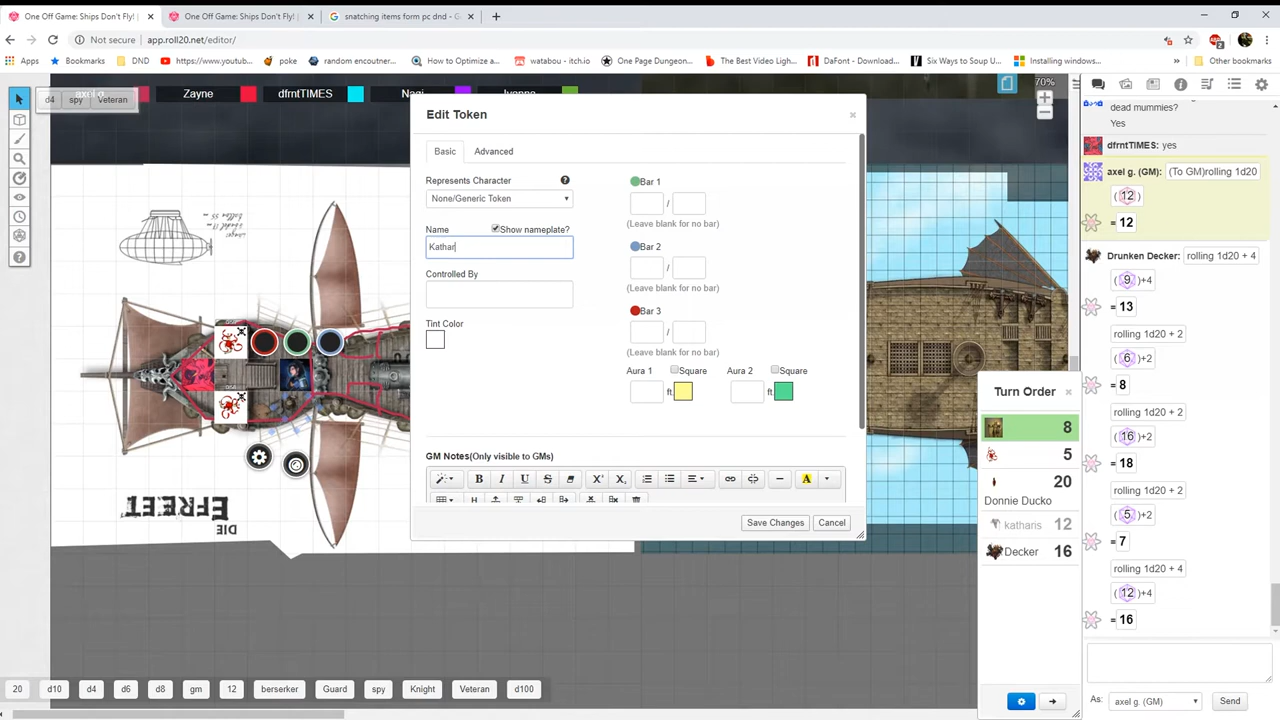 One Off Game: Ships Don't Fly! |
One Off Game: Ships Don't Fly! |
snatching items form pc dnd - G
Not secure | app.roll20.net/editor/
Apps
Bookmarks
DND
https://www.youtub...
poke
random encoutner...
How to Optimize a...
watabou - itch.io
One Page Dungeon...
The Best Video Ligh...
DaFont - Downloa...
Six Ways to Soup U...
Installing windows...
»
Other bookmarks
d4
spy
Veteran
Zayne
dfrntTIMES
Nagi
70%
Edit Token
Basic
Advanced
Represents Character
None/Generic Token
Name
Show nameplate?
Kathar
Controlled By
Tint Color
Bar 1
/
(Leave blank for no bar)
Bar 2
/
(Leave blank for no bar)
Bar 3
/
(Leave blank for no bar)
Aura 1
Square
Aura 2
Square
ft.
ft.
GM Notes(Only visible to GMs)
Save Changes
Cancel
EFREET
DIE
Turn Order
8
5
20
Donnie Ducko
katharis 12
Decker 16
dead mummies?
Yes
dfrntTIMES: yes
axel g. (GM): (To GM)rolling 1d20
(12)
= 12
Drunken Decker: rolling 1d20 + 4
(9)+4
= 13
rolling 1d20 + 2
(6)+2
= 8
rolling 1d20 + 2
(16)+2
= 18
rolling 1d20 + 2
(5)+2
= 7
rolling 1d20 + 4
(12)+4
= 16
As:
axel g. (GM)
Send
20
d10
d4
d6
d8
gm
12
berserker
Guard
spy
Knight
Veteran
d100